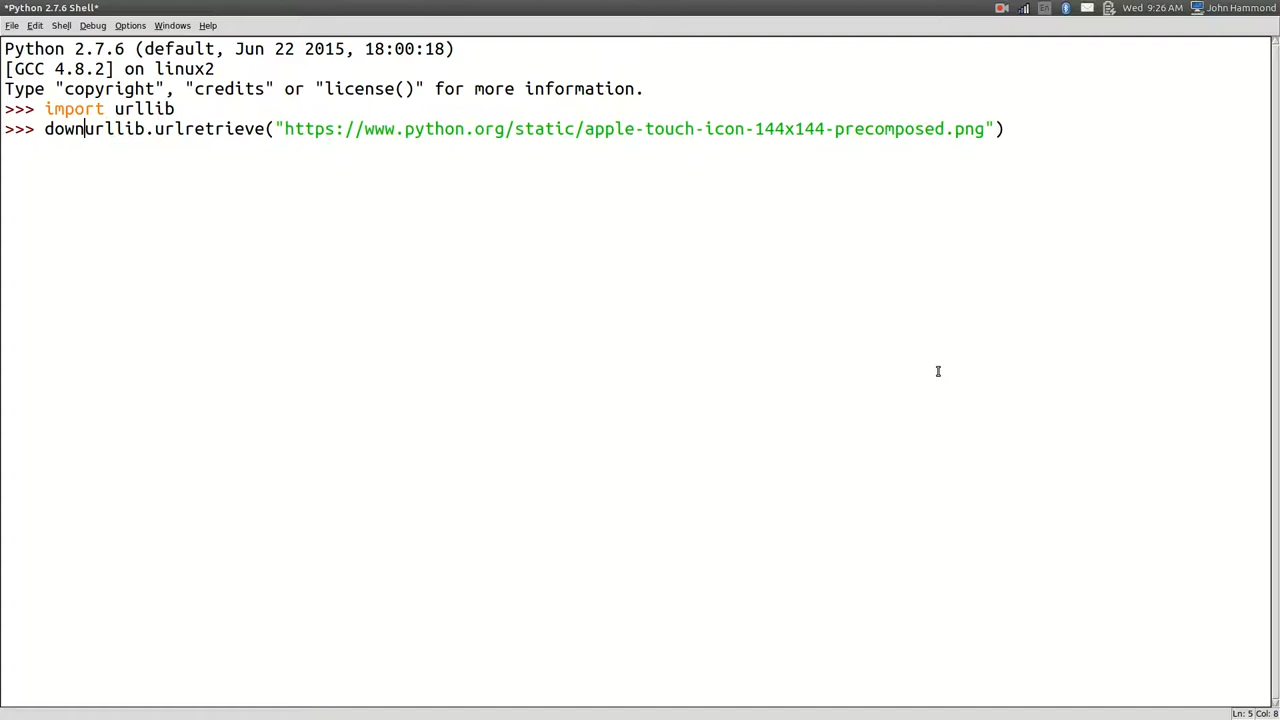 *Python 2.7.6 Shell*
En
Wed 9:26 AM
John Hammond
File Edit Shell Debug Options Windows Help
Python 2.7.6 (default, Jun 22 2015, 18:00:18)
[GCC 4.8.2] on linux2
Type "copyright", "credits" or "license()" for more information.
>>> import urllib
>>> downurllib.urlretrieve("https://www.python.org/static/apple-touch-icon-144x144-precomposed.png")
Ln: 5 Col: 8